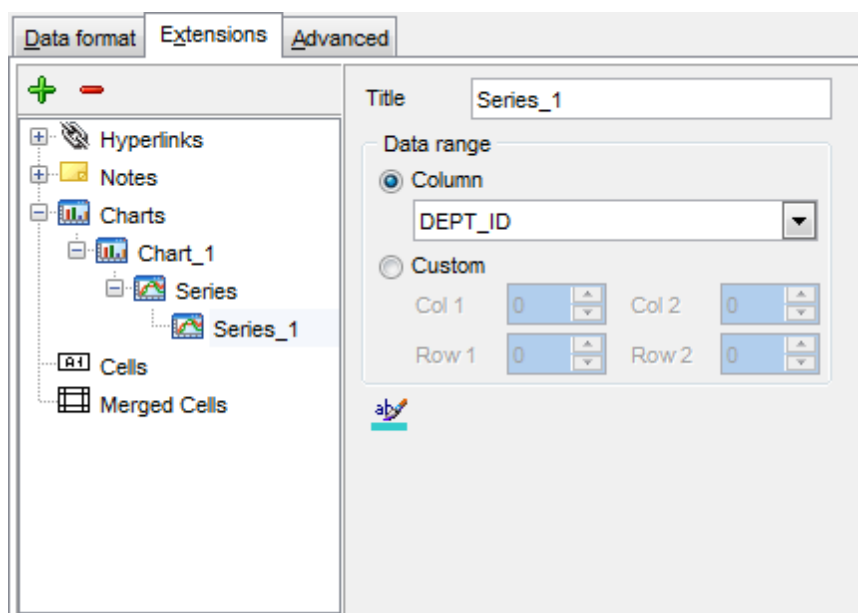 Data format Extensions Advanced
Hyperlinks
Notes
Charts
Chart_1
Series
Series_1
Cells
Merged Cells
Title Series_1
Data range
Column
DEPT_ID
Custom
Col 1 0 Col 2 0
Row 1 0 Row 2 0